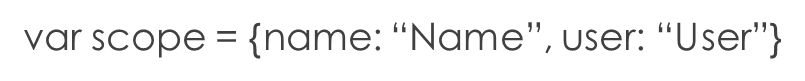 var scope = {name: “Name”, user: “User”}